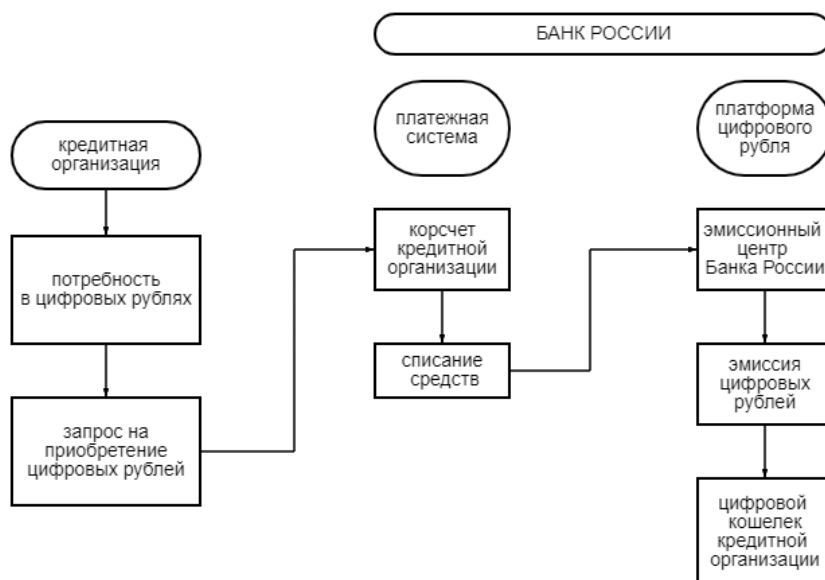 БАНК РОССИИ
кредитная
организация
потребность
в цифровых рублях
запрос на
приобретение
цифровых рублей
платежная
система
корсчет
кредитной
организации
списание
средств
платформа
цифрового
рубля
эмиссионный
центр
Банка России
эмиссия
цифровых
рублей
цифровой
кошелек
кредитной
организации